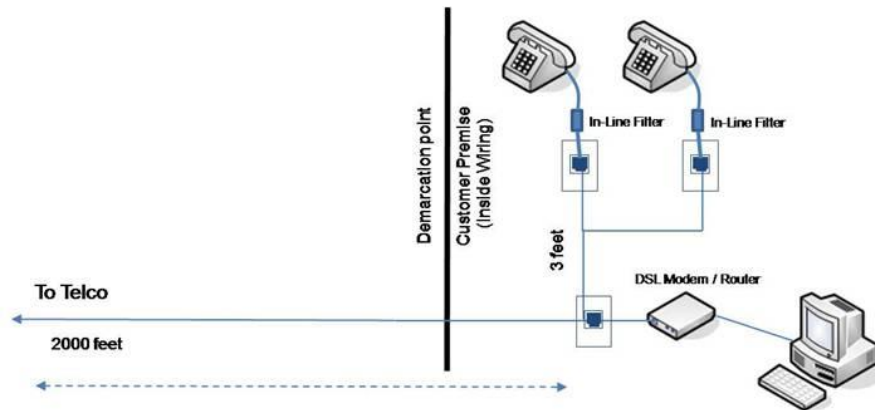 In-Line Filter
In-Line Filter
Demarcation point
Customer Premise
(Inside Wiring)
3 feet
DSL Modem / Router
To Telco
2000 feet